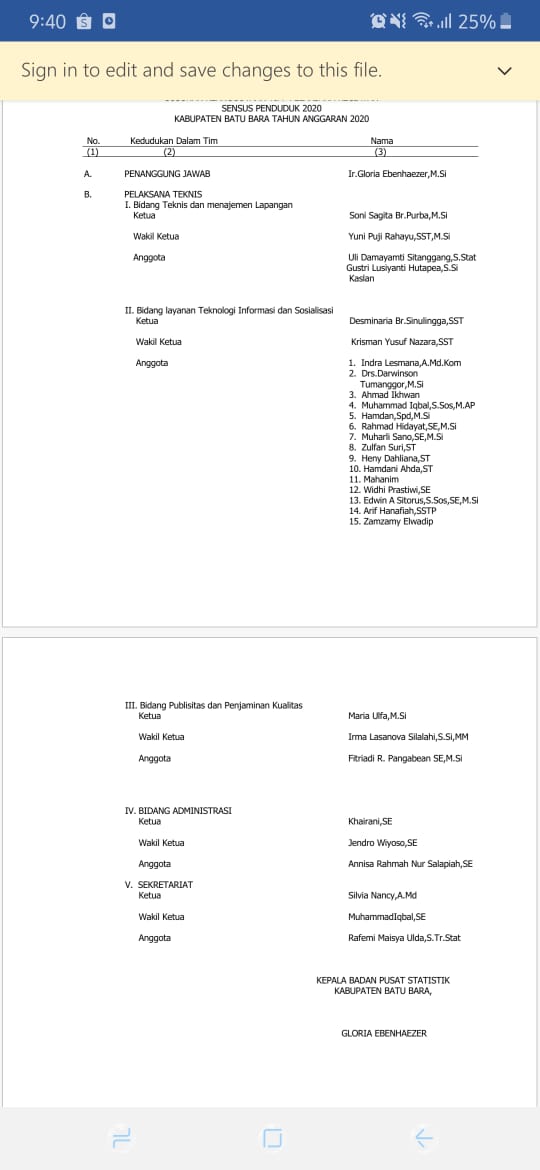 9:40
25%
Sign in to edit and save changes to this file.
SENSUS PENDUDUK 2020
KABUPATEN BATU BARA TAHUN ANGGARAN 2020
No. Kedudukan Dalam Tim Nama
(1) (2) (3)
A. PENANGGUNG JAWAB Ir.Gloria Ebenhaezer,M.Si
B. PELAKSANA TEKNIS
I. Bidang Teknis dan menajemen Lapangan
Ketua Soni Sagita Br.Purba,M.Si
Wakil Ketua Yuni Puji Rahayu,SST,M.Si
Anggota Uli Damayamti Sitanggang,S.Stat
Gustri Lusiyanti Hutapea,S.Si
Kaslan
II. Bidang layanan Teknologi Informasi dan Sosialisasi
Ketua Desminaria Br.Sinulingga,SST
Wakil Ketua Krisman Yusuf Nazara,SST
Anggota 1. Indra Lesmana,A.Md.Kom
2. Drs.Darwinson
Tumanggor,M.Si
3. Ahmad Ikhwan
4. Muhammad Iqbal,S.Sos,M.AP
5. Hamdan,Spd,M.Si
6. Rahmad Hidayat,SE,M.Si
7. Muharli Sano,SE,M.Si
8. Zulfan Suri,ST
9. Heny Dahliana,ST
10. Hamdani Ahda,ST
11. Mahanim
12. Widhi Prastiwi,SE
13. Edwin A Sitorus,S.Sos,SE,M.Si
14. Arif Hanafiah,SSTP
15. Zamzamy Elwadip
III. Bidang Publisitas dan Penjaminan Kualitas
Ketua Maria Ulfa,M.Si
Wakil Ketua Irma Lasanova Silalahi,S.Si,MM
Anggota Fitriadi R. Pangabean SE,M.Si
IV. BIDANG ADMINISTRASI
Ketua Khairani,SE
Wakil Ketua Jendro Wiyoso,SE
Anggota Annisa Rahmah Nur Salapiah,SE
V. SEKRETARIAT
Ketua Silvia Nancy,A.Md
Wakil Ketua MuhammadIqbal,SE
Anggota Rafemi Maisya Ulda,S.Tr.Stat
KEPALA BADAN PUSAT STATISTIK
KABUPATEN BATU BARA,
GLORIA EBENHAEZER